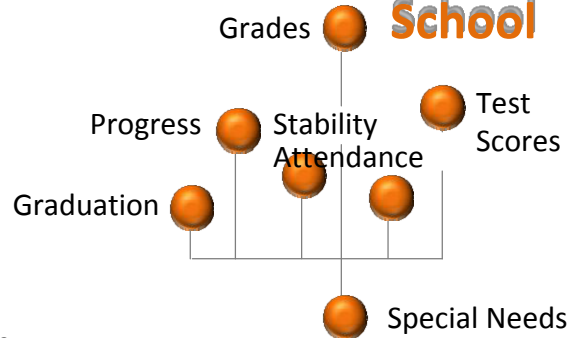 School
Grades
Test
Scores
Progress
Stability
Attendance
Graduation
Special Needs